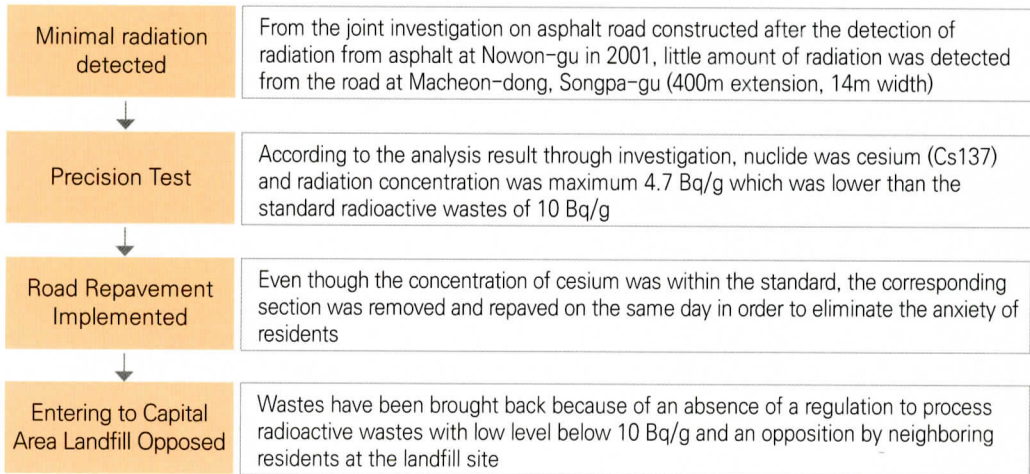 Minimal radiation
detected
From the joint investigation on asphalt road constructed after the detection of
radiation from asphalt at Nowon-gu in 2001, little amount of radiation was detected
from the road at Macheon-dong, Songpa-gu (400m extension, 14m width)
Precision Test
According to the analysis result through investigation, nuclide was cesium (Cs137)
and radiation concentration was maximum 4.7 Bq/g which was lower than the
standard radioactive wastes of 10 Bq/g
Road Repavement
Implemented
Even though the concentration of cesium was within the standard, the corresponding
section was removed and repaved on the same day in order to eliminate the anxiety of
residents
Entering to Capital
Area Landfill Opposed
Wastes have been brought back because of an absence of a regulation to process
radioactive wastes with low level below 10 Bq/g and an opposition by neighboring
residents at the landfill site